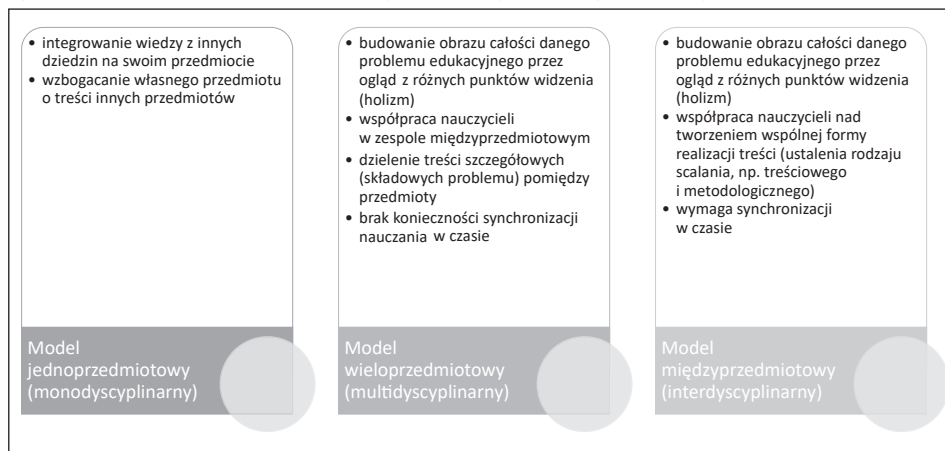 • integrowanie wiedzy z innych
dziedzin na swoim przedmiocie
• wzbogacanie własnego przedmiotu
o treści innych przedmiotów
Model
jednoprzedmiotowy
(monodyscyplinarny)
• budowanie obrazu całości danego
problemu edukacyjnego przez
ogląd z różnych punktów widzenia
(holizm)
• współpraca nauczycieli
w zespole międzyprzedmiotowym
• dzielenie treści szczegółowych
(składowych problemu) pomiędzy
przedmioty
• brak konieczności synchronizacji
nauczania w czasie
Model
wieloprzedmiotowy
(multidyscyplinarny)
• budowanie obrazu całości danego
problemu edukacyjnego przez
ogląd z różnych punktów widzenia
(holizm)
• współpraca nauczycieli nad
tworzeniem wspólnej formy
realizacji treści (ustalenia rodzaju
scalania, np. treściowego
i metodologicznego)
• wymaga synchronizacji
w czasie
Model
międzyprzedmiotowy
(interdyscyplinarny)